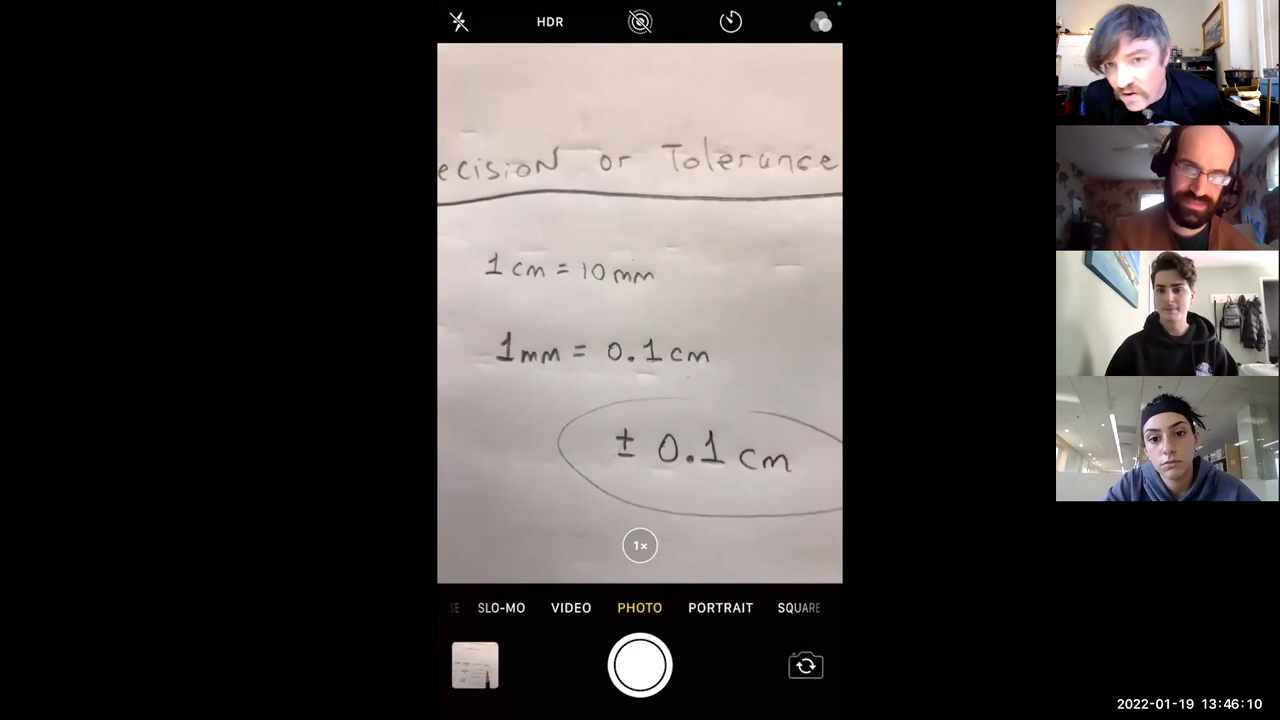 HDR
ecision or Tolerance
1 cm = 10 mm
1 mm = 0.1 cm
± 0.1 cm
1×
SLO-MO VIDEO PHOTO PORTRAIT SQUARE
2022-01-19 13:46:10